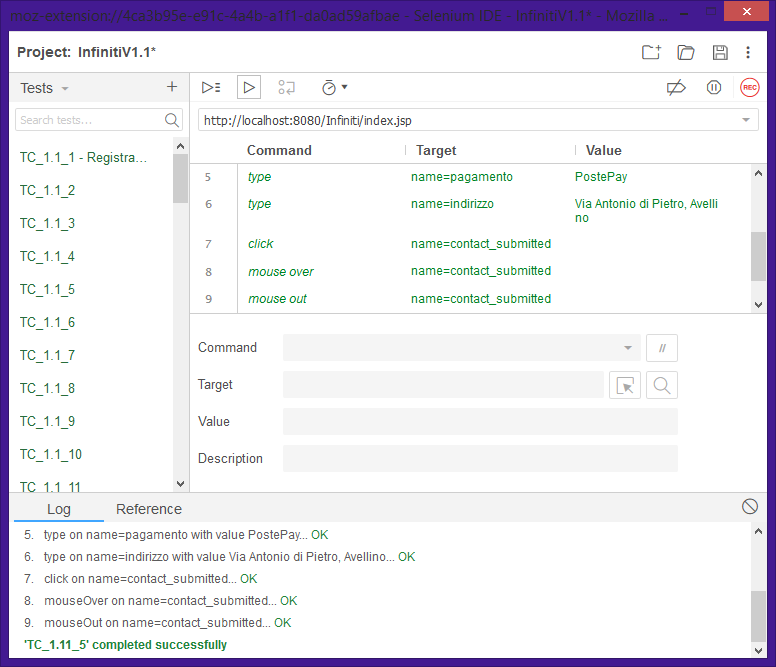 moz-extension://4ca3b95e-e91c-4a4b-a1f1-da0ad59afbae - Selenium IDE - InfinitiV1.1* - Mozilla ...
Project: InfinitiV1.1*
Tests
Search tests...
REC
http://localhost:8080/Infiniti/index.jsp
TC_1.1_1 - Registra...
TC_1.1_2
TC_1.1_3
TC_1.1_4
TC_1.1_5
TC_1.1_6
TC_1.1_7
TC_1.1_8
TC_1.1_9
TC_1.1_10
TC_1.1_11
Command Target Value
5 type name=pagamento PostePay
6 type name=indirizzo Via Antonio di Pietro, Avelli
no
7 click name=contact_submitted
8 mouse over name=contact_submitted
9 mouse out name=contact_submitted
Command //
Target
Value
Description
Log Reference
5. type on name=pagamento with value PostePay... OK
6. type on name=indirizzo with value Via Antonio di Pietro, Avellino... OK
7. click on name=contact_submitted... OK
8. mouseOver on name=contact_submitted... OK
9. mouseOut on name=contact_submitted... OK
'TC_1.11_5' completed successfully